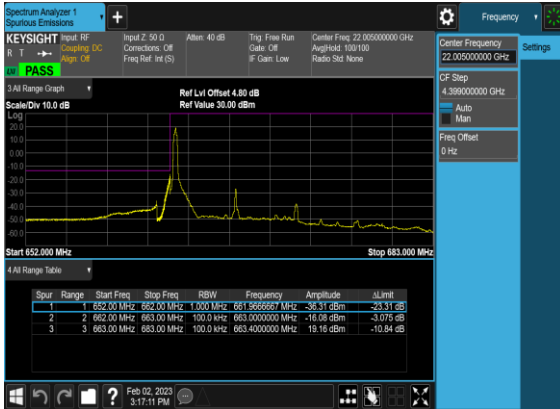 Spectrum Analyzer 1
Spurious Emissions
Frequency
KEYSIGHT
R T
PASS
Input: RF
Coupling: DC
Align: Off
Input Z: 50 Ω
Corrections: Off
Freq Ref: Int (S)
Atten: 40 dB
Trig: Free Run
Gate: Off
IF Gain: Low
Center Freq: 22.005000000 GHz
Avg|Hold: 100/100
Radio Std: None
Center Frequency
22.005000000 GHz
Settings
CF Step
4.399000000 GHz
Auto
Man
Freq Offset
0 Hz
3 All Range Graph
Scale/Div 10.0 dB
Ref Lvl Offset 4.80 dB
Ref Value 30.00 dBm
Log
20.0
10.0
0.00
-10.0
-20.0
-30.0
-40.0
-50.0
-60.0
Start 652.000 MHz
Stop 683.000 MHz
4 All Range Table
Spur Range Start Freq Stop Freq RBW Frequency Amplitude ΔLimit
1 1 652.00 MHz 662.00 MHz 1.000 MHz 661.9666667 MHz -36.31 dBm -23.31 dB
2 2 662.00 MHz 663.00 MHz 100.0 kHz 663.0000000 MHz -16.08 dBm -3.075 dB
3 3 663.00 MHz 683.00 MHz 100.0 kHz 663.4000000 MHz 19.16 dBm -10.84 dB
?
Feb 02, 2023
3:17:11 PM